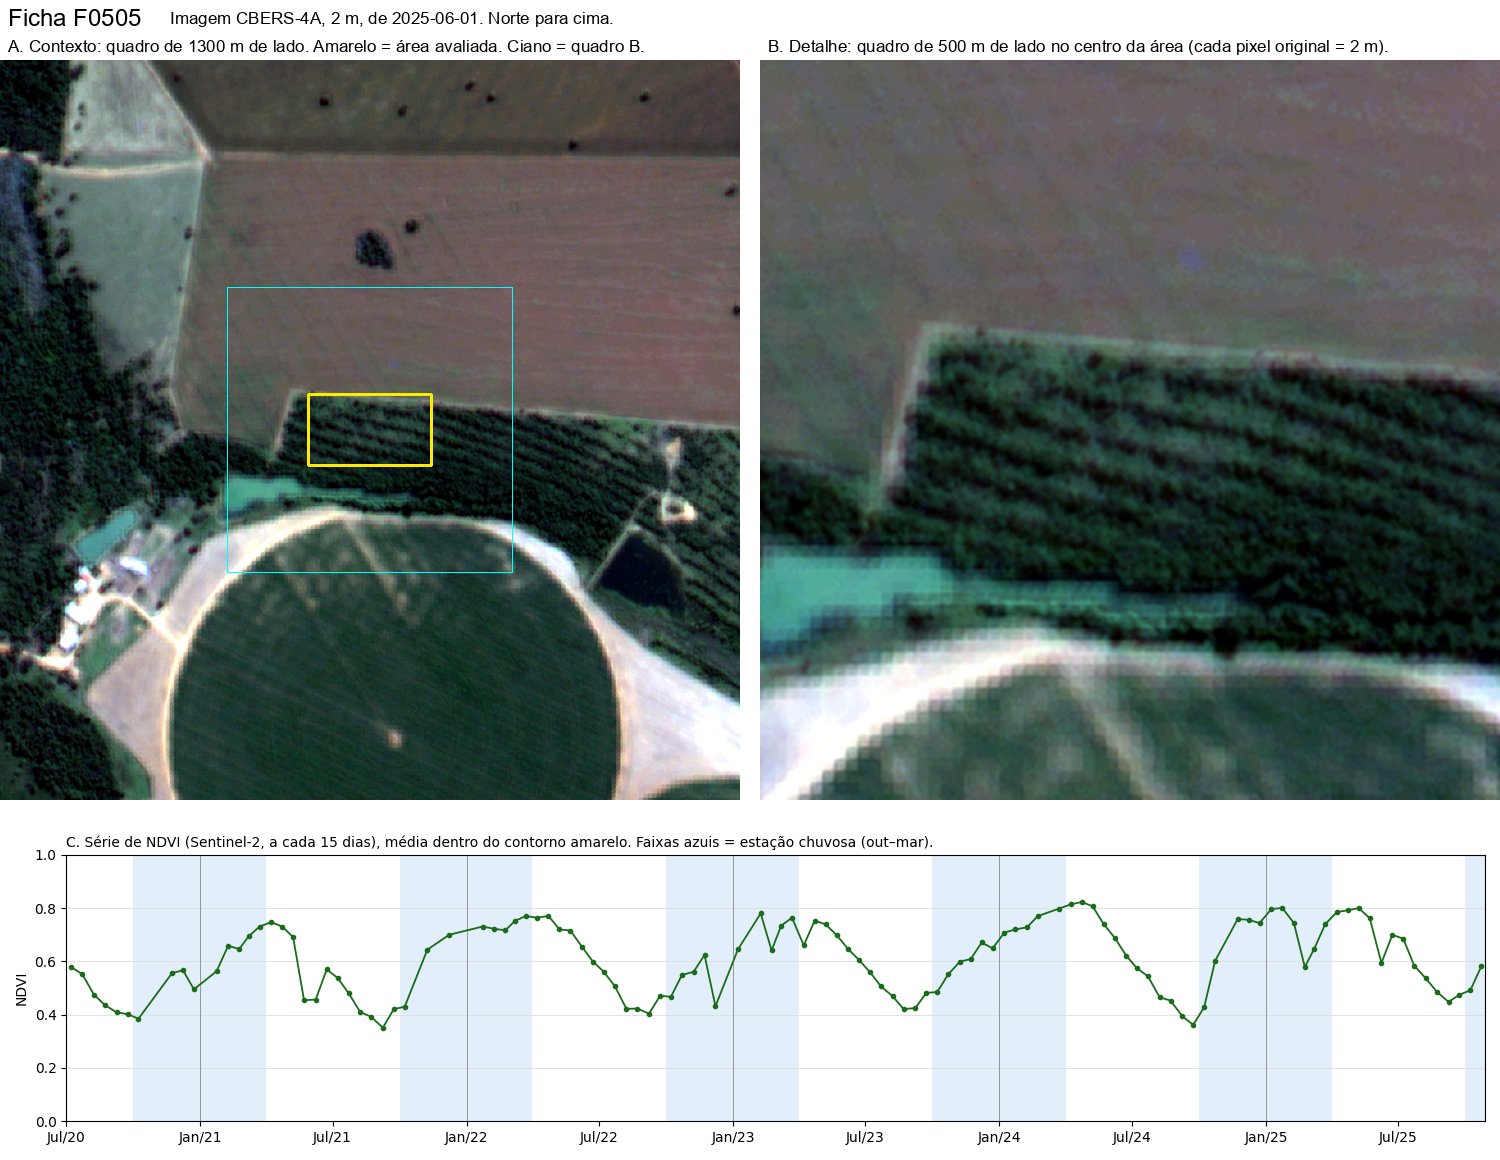 Ficha F0505 Imagem CBERS-4A, 2 m, de 2025-06-01. Norte para cima.
A. Contexto: quadro de 1300 m de lado. Amarelo = área avaliada. Ciano = quadro B.
B. Detalhe: quadro de 500 m de lado no centro da área (cada pixel original = 2 m).
C. Série de NDVI (Sentinel-2, a cada 15 dias), média dentro do contorno amarelo. Faixas azuis = estação chuvosa (out–mar).
NDVI
1.0
0.8
0.6
0.4
0.2
0.0
Jul/20 Jan/21 Jul/21 Jan/22 Jul/22 Jan/23 Jul/23 Jan/24 Jul/24 Jan/25 Jul/25